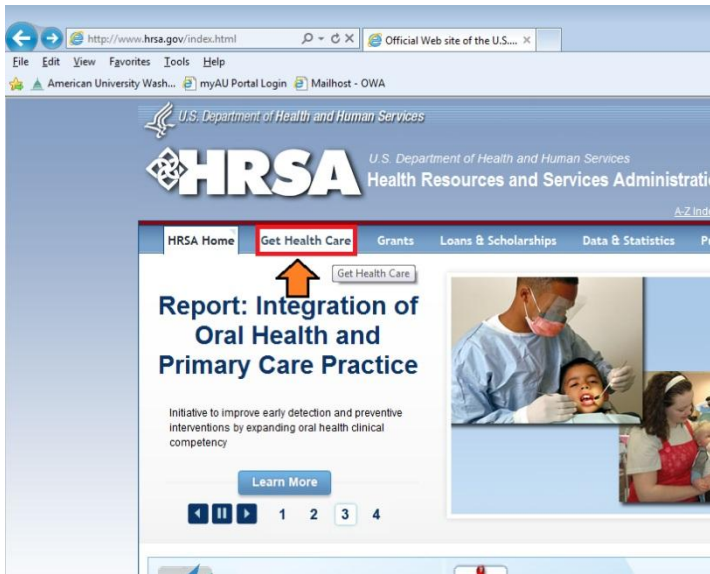 http://www.hrsa.gov/index.html
Official Web site of the U.S....
File Edit View Favorites Tools Help
American University Wash... myAU Portal Login Mailhost - OWA
U.S. Department of Health and Human Services
HRSA
U.S. Department of Health and Human Services
Health Resources and Services Administrati
A-Z Inde
HRSA Home Get Health Care Grants Loans & Scholarships Data & Statistics P
Get Health Care
Report: Integration of
Oral Health and
Primary Care Practice
Initiative to improve early detection and preventive
interventions by expanding oral health clinical
competency
Learn More
1 2 3 4